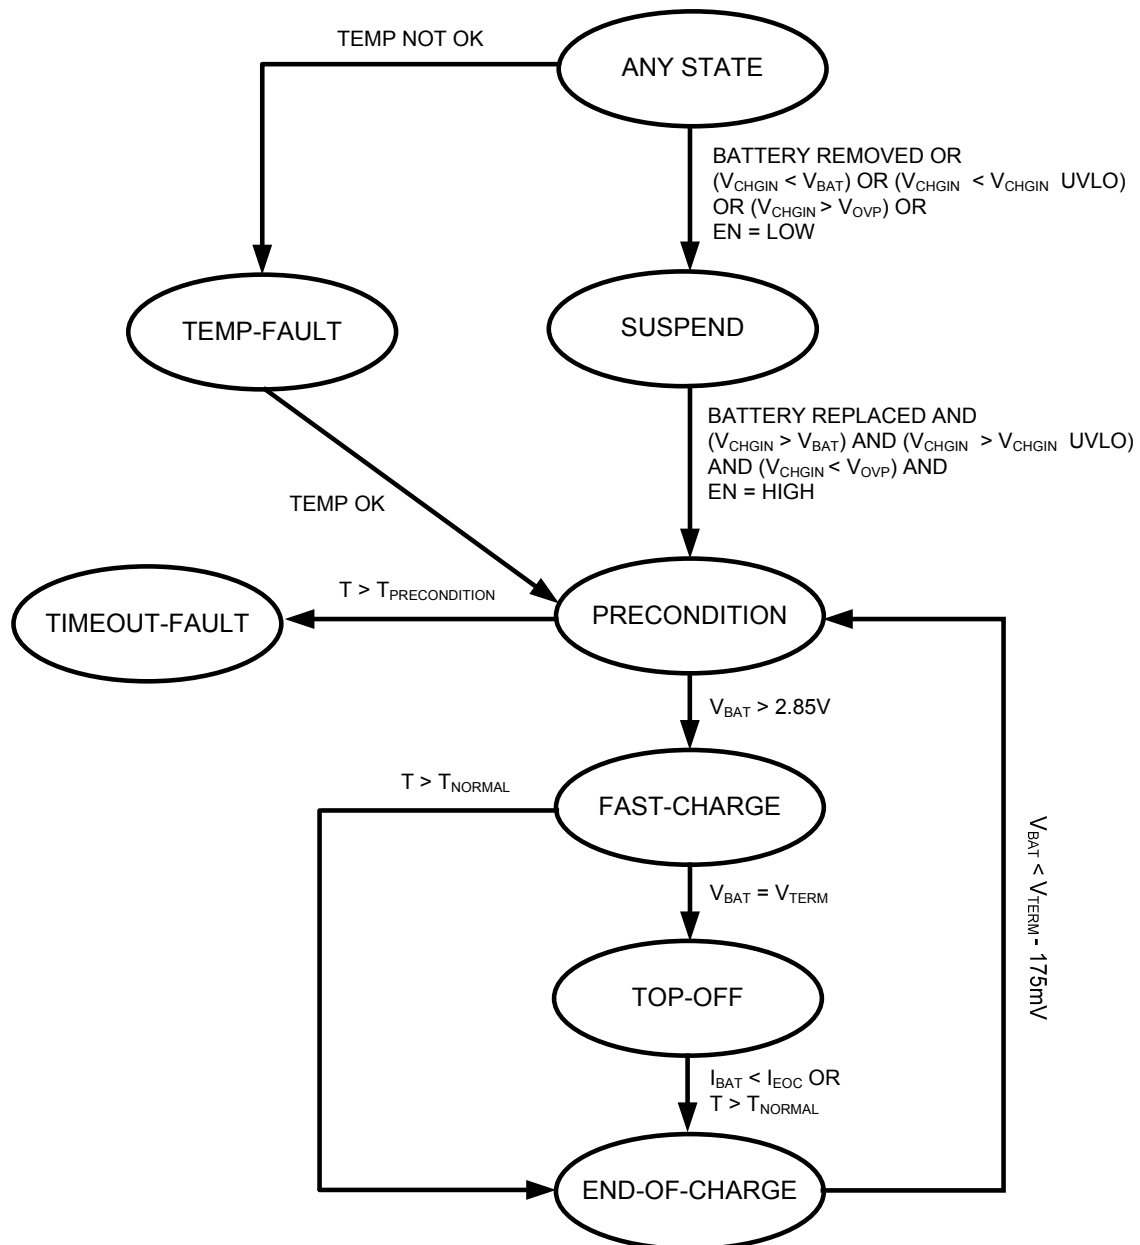 TEMP NOT OK
ANY STATE
BATTERY REMOVED OR
(VCHGIN < VBAT) OR (VCHGIN < VCHGIN UVLO)
OR (VCHGIN > VOVP) OR
EN = LOW
TEMP-FAULT
SUSPEND
BATTERY REPLACED AND
(VCHGIN > VBAT) AND (VCHGIN > VCHGIN UVLO)
AND (VCHGIN < VOVP) AND
EN = HIGH
TEMP OK
T > TPRECONDITION
TIMEOUT-FAULT
PRECONDITION
VBAT > 2.85V
T > TNORMAL
FAST-CHARGE
VBAT < VTERM - 175mV
VBAT = VTERM
TOP-OFF
IBAT < IEOC OR
T > TNORMAL
END-OF-CHARGE